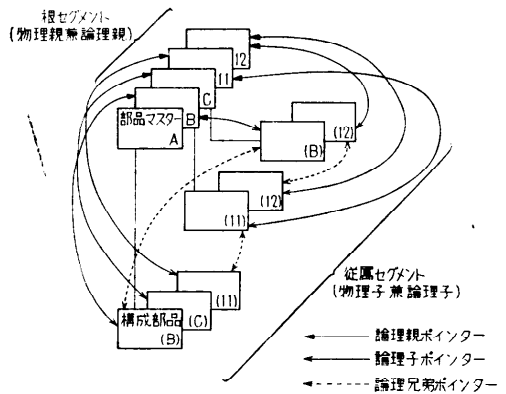 根セグメント
(物理親兼論理親)
12
11
C
B
部品マスター
A
(12)
(B)
(12)
(11)
(11)
(C)
構成部品
(B)
従属セグメント
(物理子兼論理子)
論理親ポインター
論理子ポインター
論理兄弟ポインター